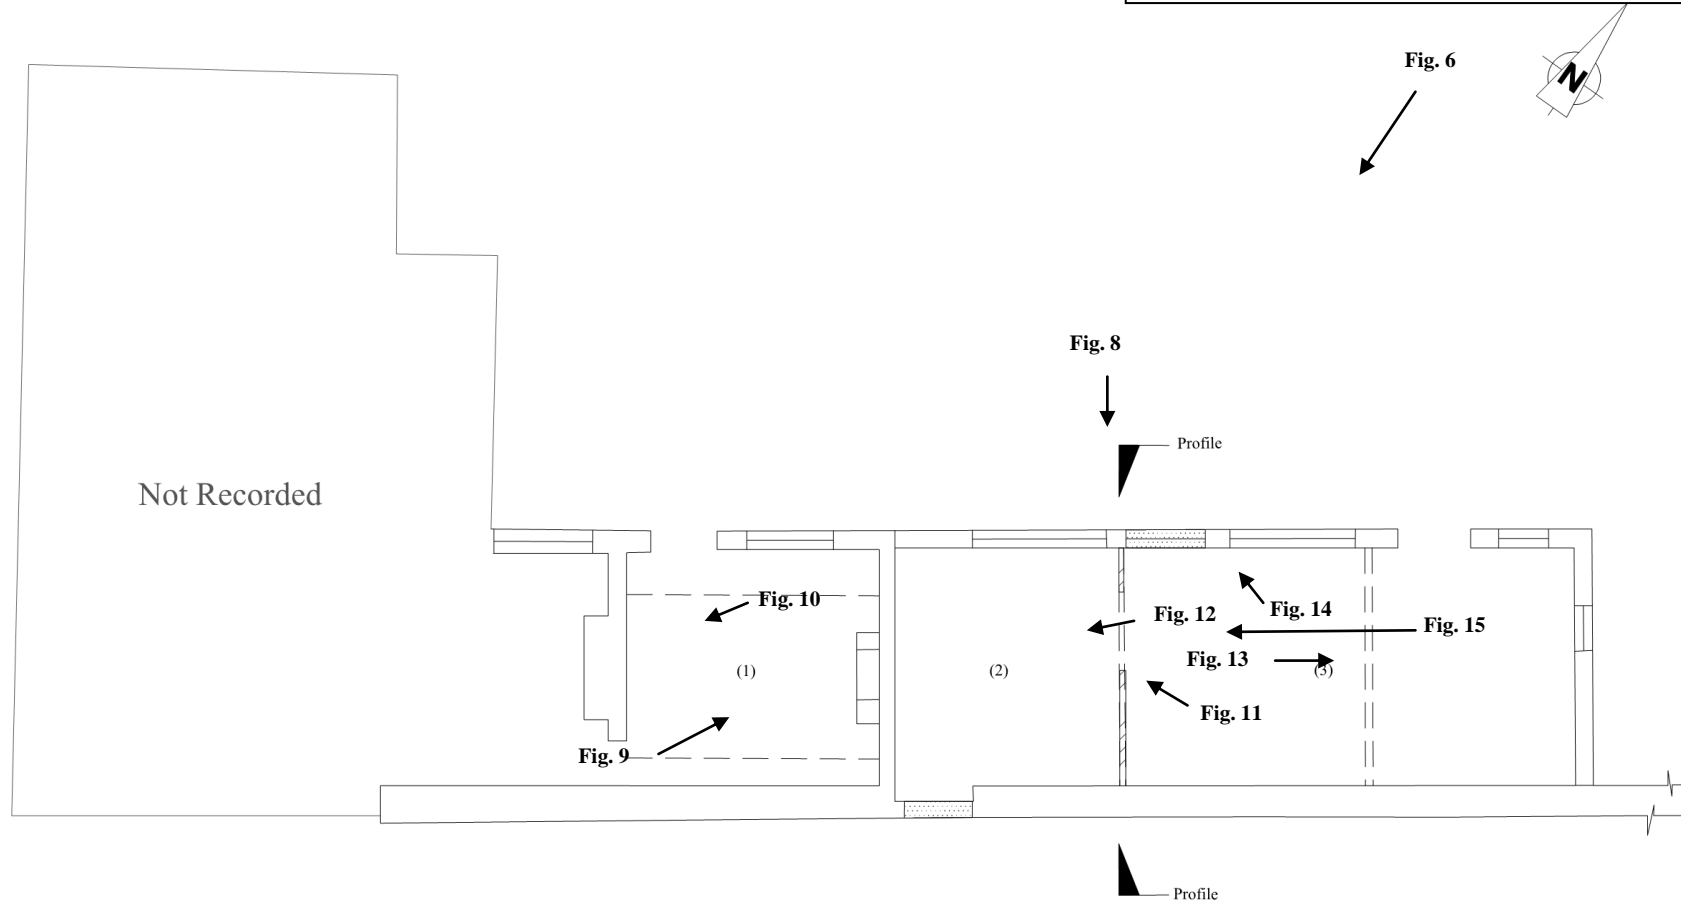 Fig. 6
N
Fig. 8
Profile
Not Recorded
Fig. 10
Fig. 12
Fig. 14
Fig. 15
Fig. 13
(1)
(2)
(3)
Fig. 11
Fig. 9
Profile